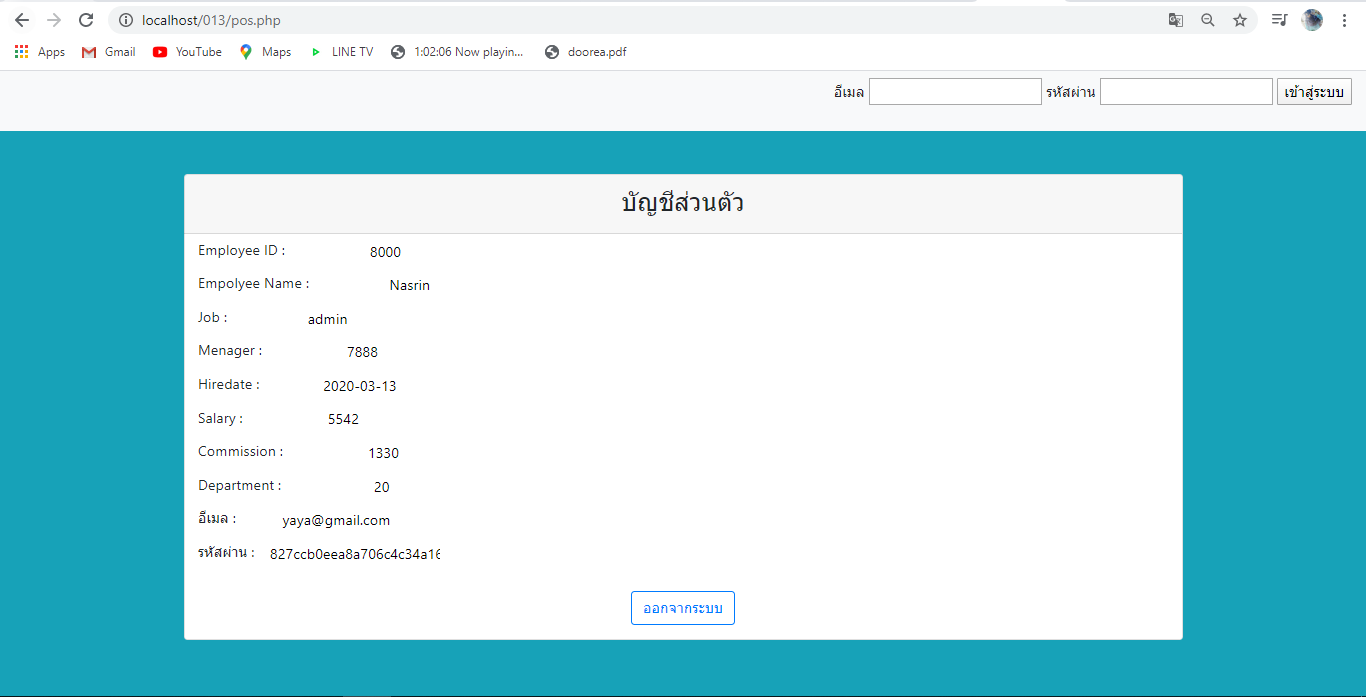 localhost/013/pos.php
Apps Gmail YouTube Maps LINE TV 1:02:06 Now playin... doorea.pdf
อีเมล รหัสผ่าน เข้าสู่ระบบ
บัญชีส่วนตัว
Employee ID : 8000
Empolyee Name : Nasrin
Job : admin
Menager : 7888
Hiredate : 2020-03-13
Salary : 5542
Commission : 1330
Department : 20
อีเมล : yaya@gmail.com
รหัสผ่าน : 827ccb0eea8a706c4c34a16
ออกจากระบบ